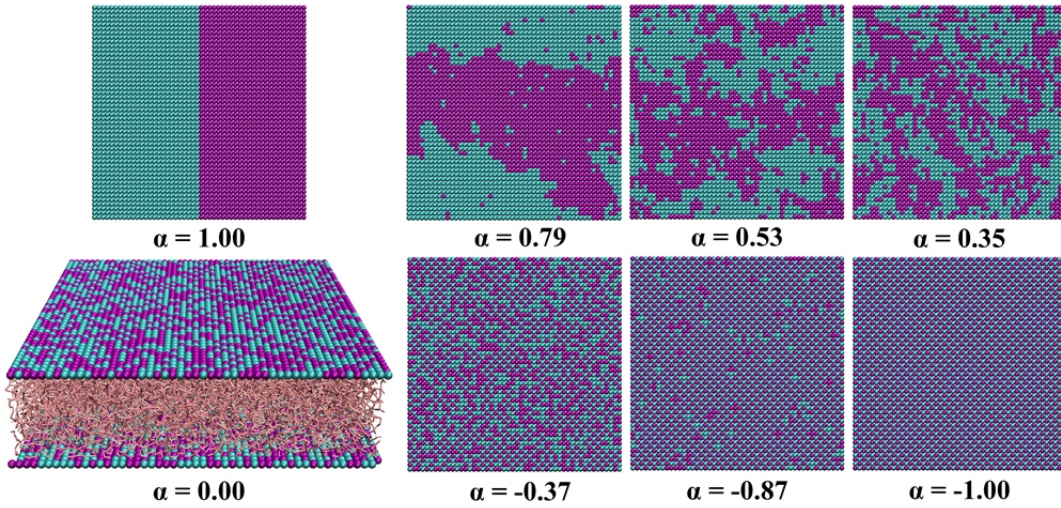 α = 1.00
α = 0.79
α = 0.53
α = 0.35
α = 0.00
α = -0.37
α = -0.87
α = -1.00